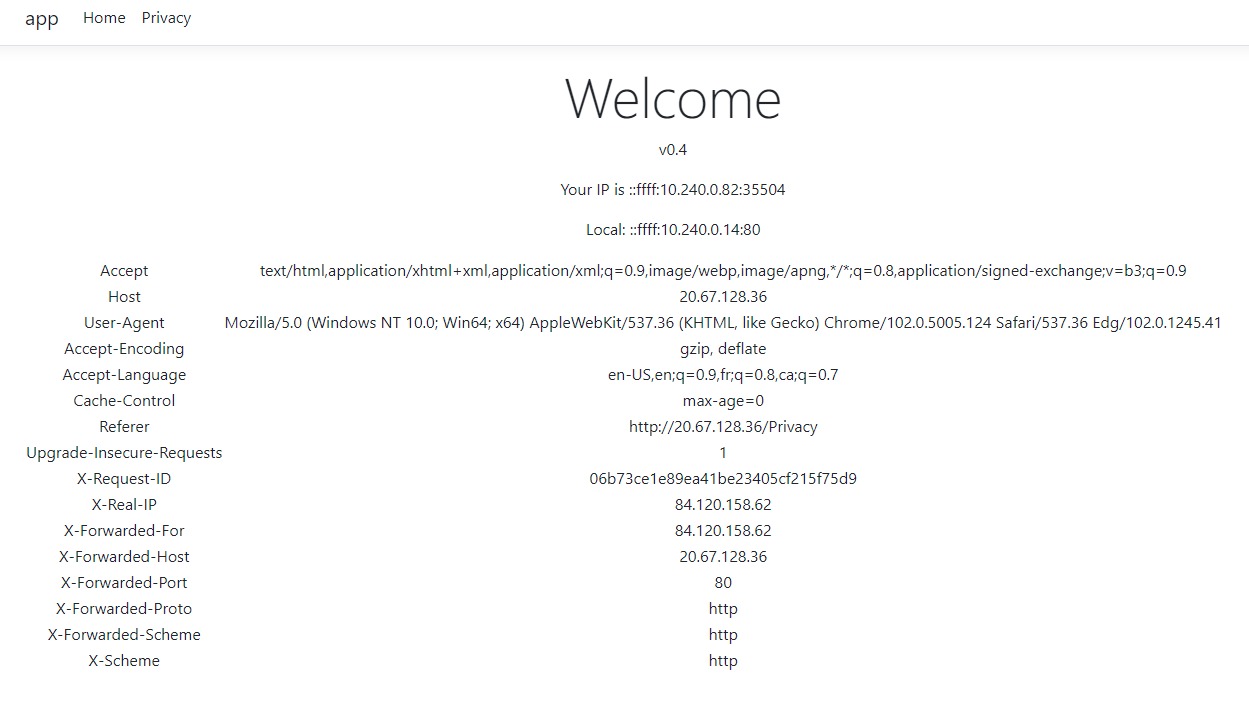 app Home Privacy
Welcome
v0.4
Your IP is ::ffff:10.240.0.82:35504
Local: ::ffff:10.240.0.14:80
Accept text/html,application/xhtml+xml,application/xml;q=0.9,image/webp,image/apng,*/*;q=0.8,application/signed-exchange;v=b3;q=0.9
Host 20.67.128.36
User-Agent Mozilla/5.0 (Windows NT 10.0; Win64; x64) AppleWebKit/537.36 (KHTML, like Gecko) Chrome/102.0.5005.124 Safari/537.36 Edg/102.0.1245.41
Accept-Encoding gzip, deflate
Accept-Language en-US,en;q=0.9,fr;q=0.8,ca;q=0.7
Cache-Control max-age=0
Referer http://20.67.128.36/Privacy
Upgrade-Insecure-Requests 1
X-Request-ID 06b73ce1e89ea41be23405cf215f75d9
X-Real-IP 84.120.158.62
X-Forwarded-For 84.120.158.62
X-Forwarded-Host 20.67.128.36
X-Forwarded-Port 80
X-Forwarded-Proto http
X-Forwarded-Scheme http
X-Scheme http